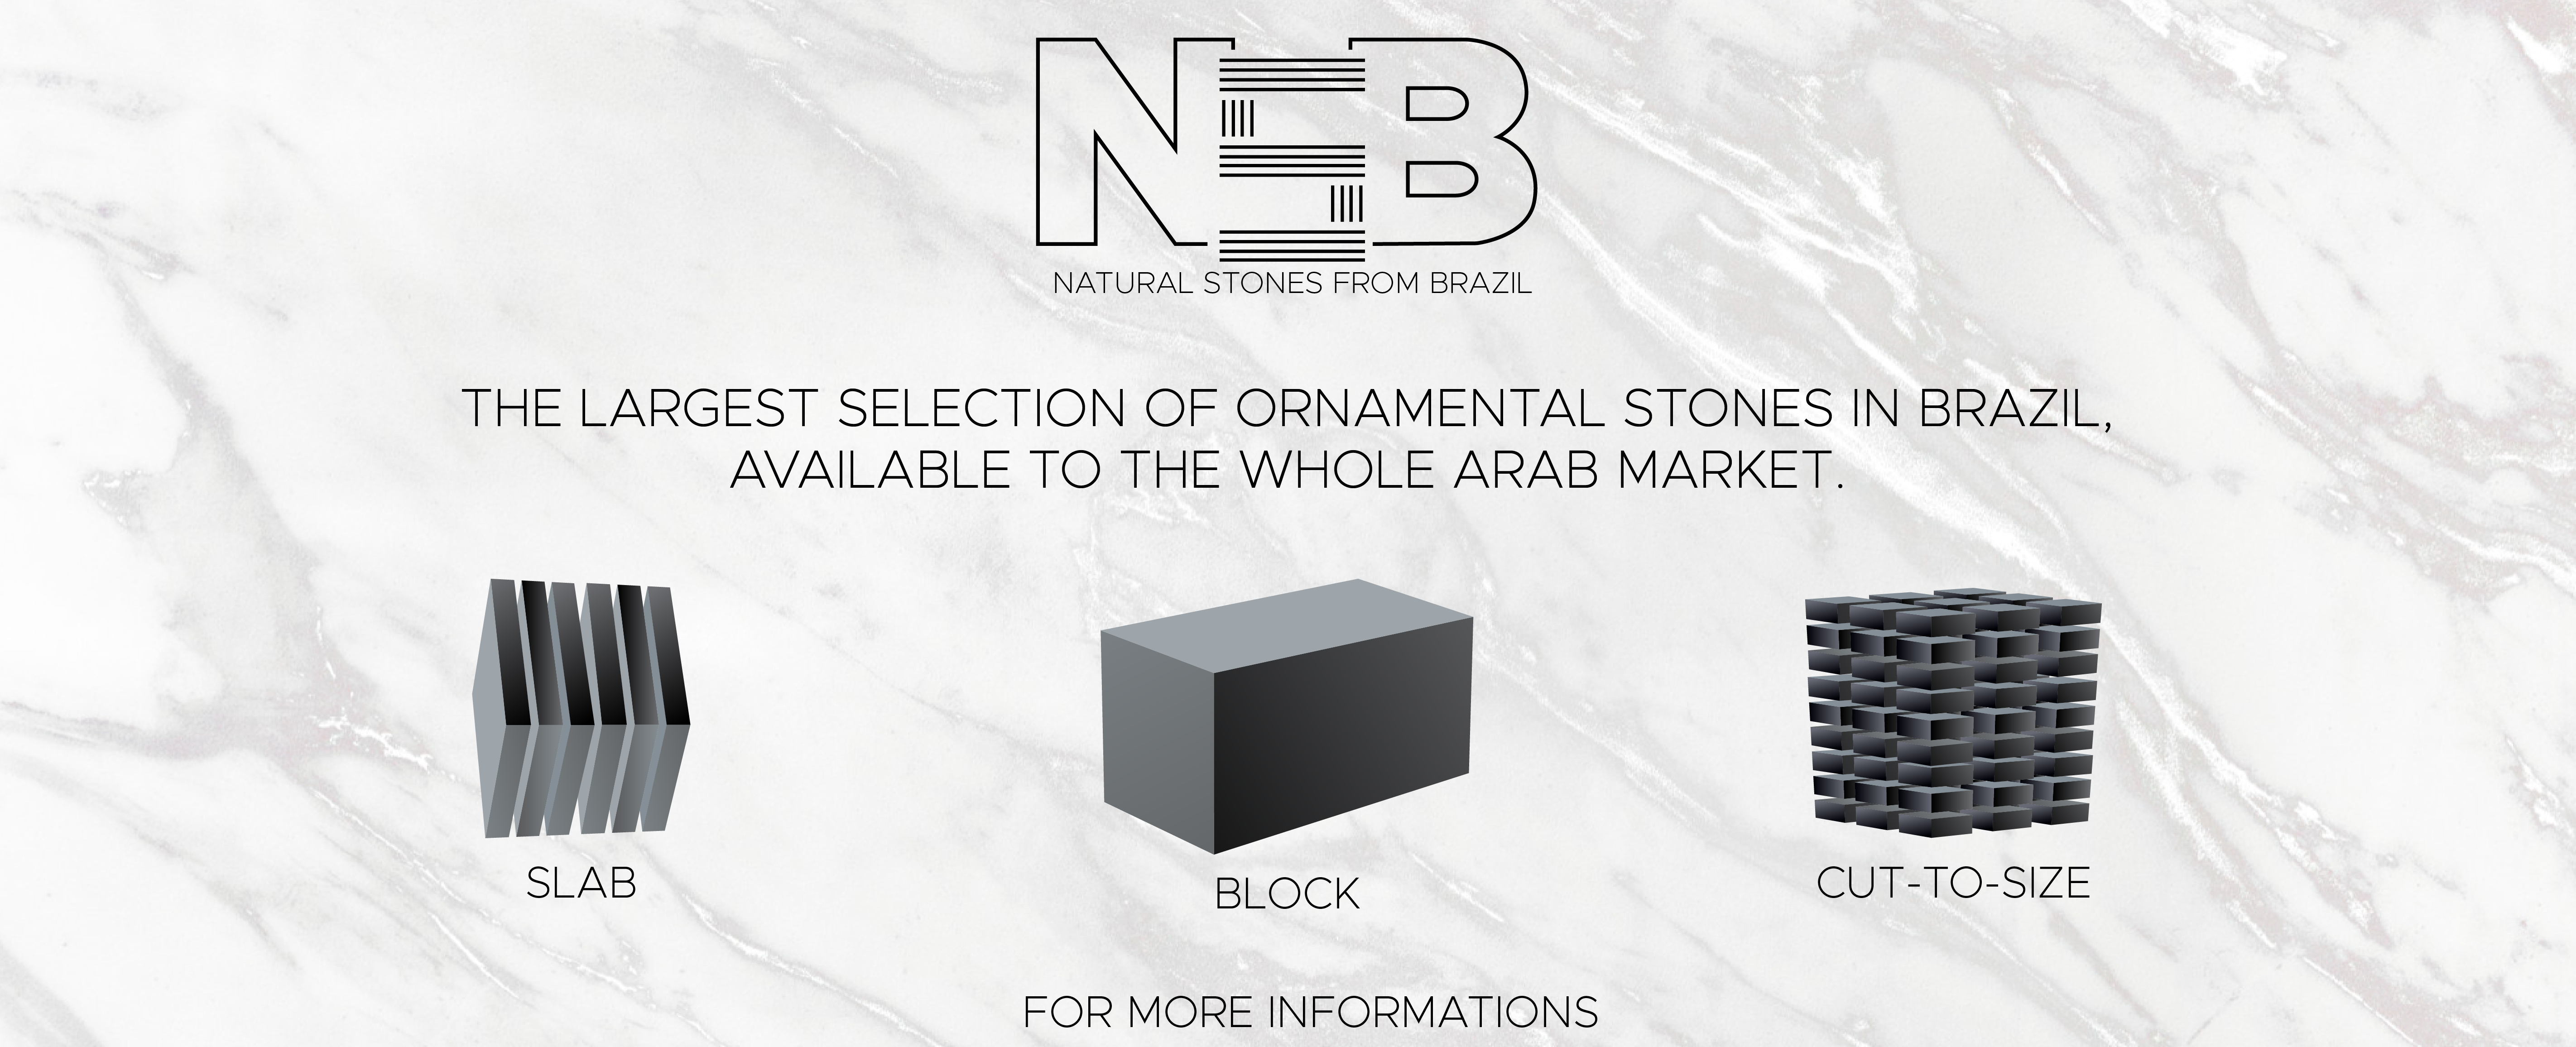 NSB
NATURAL STONES FROM BRAZIL
THE LARGEST SELECTION OF ORNAMENTAL STONES IN BRAZIL,
AVAILABLE TO THE WHOLE ARAB MARKET.
SLAB
BLOCK
CUT-TO-SIZE
FOR MORE INFORMATIONS